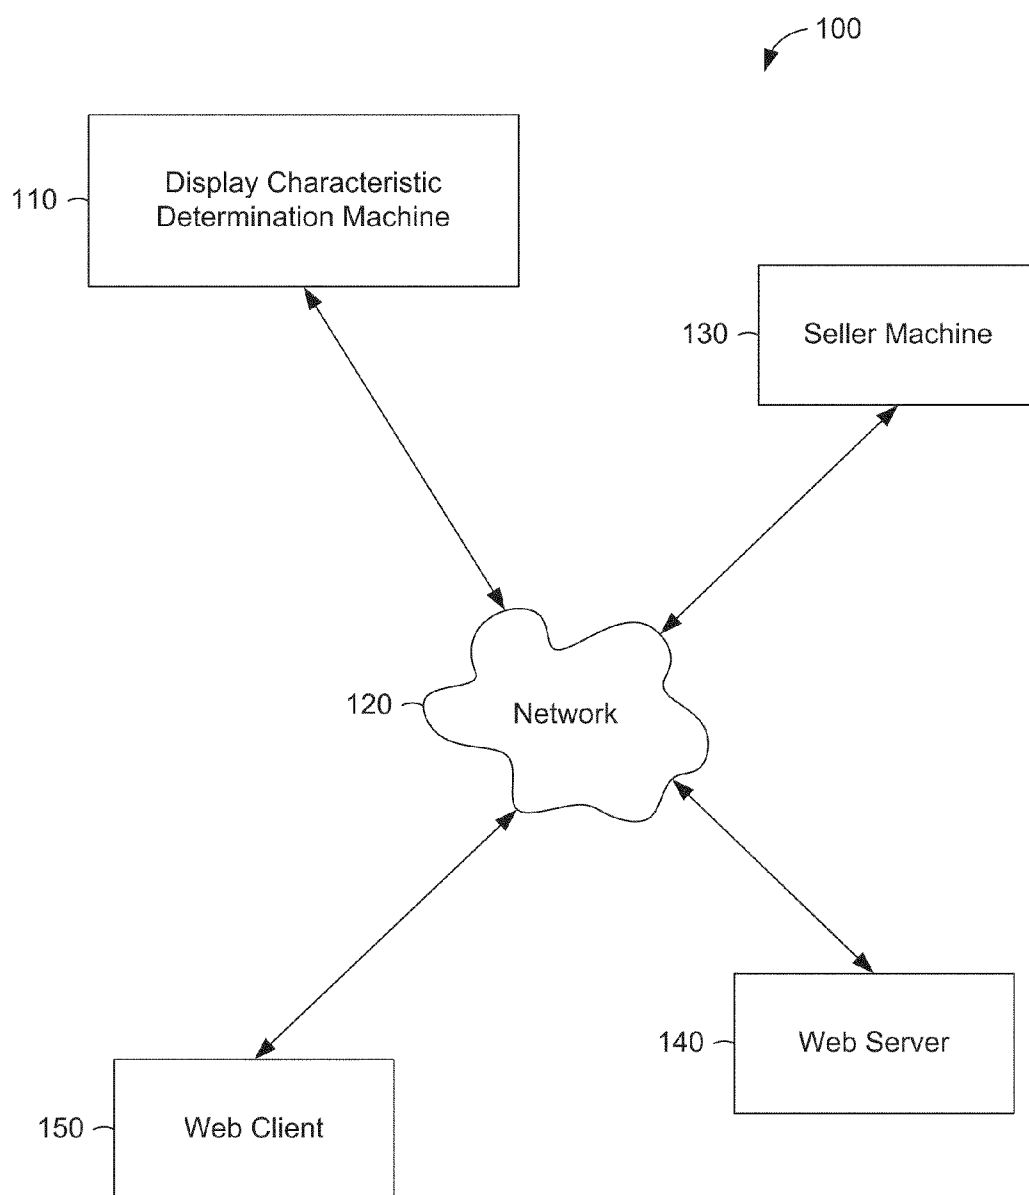 100
110
Display Characteristic
Determination Machine
130
Seller Machine
120
Network
140
Web Server
150
Web Client